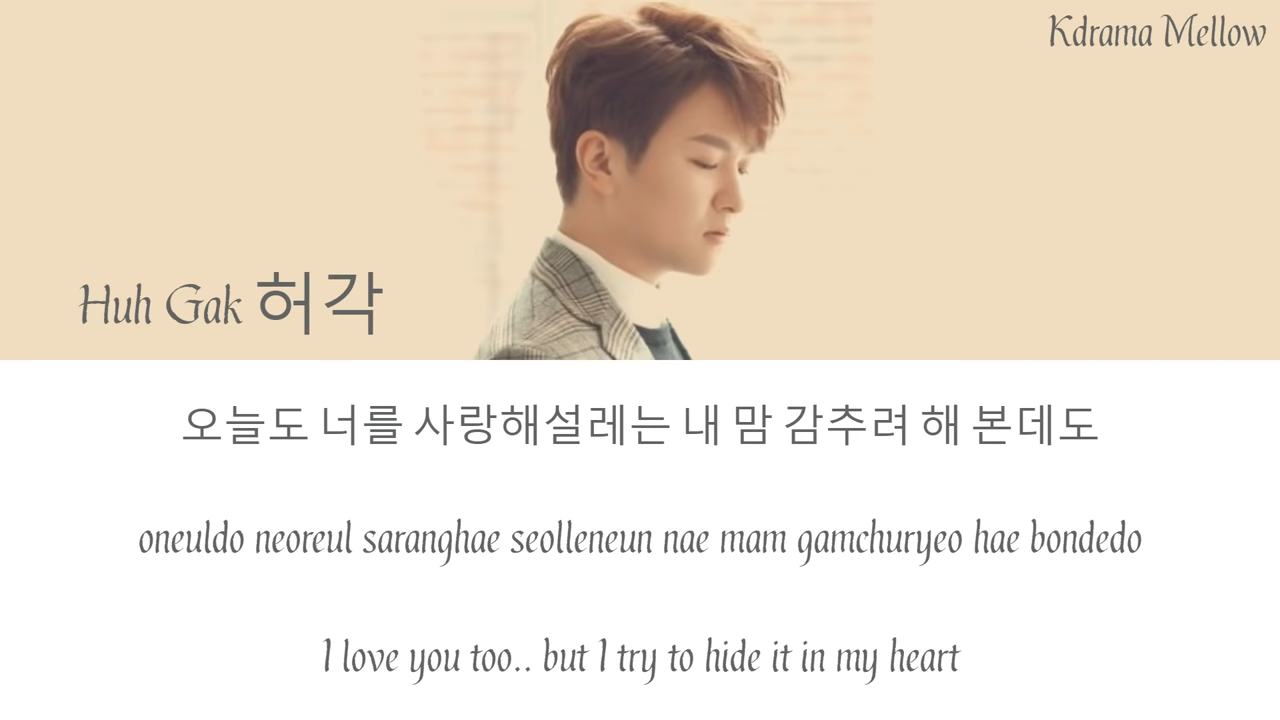 Kdrama Mellow
Huh Gak 허각
오늘도 너를 사랑해설레는 내 맘 감추려 해 본데도
oneuldo neoreul saranghae seolleneun nae mam gamchuryeo hae bondedo
I love you too.. but I try to hide it in my heart